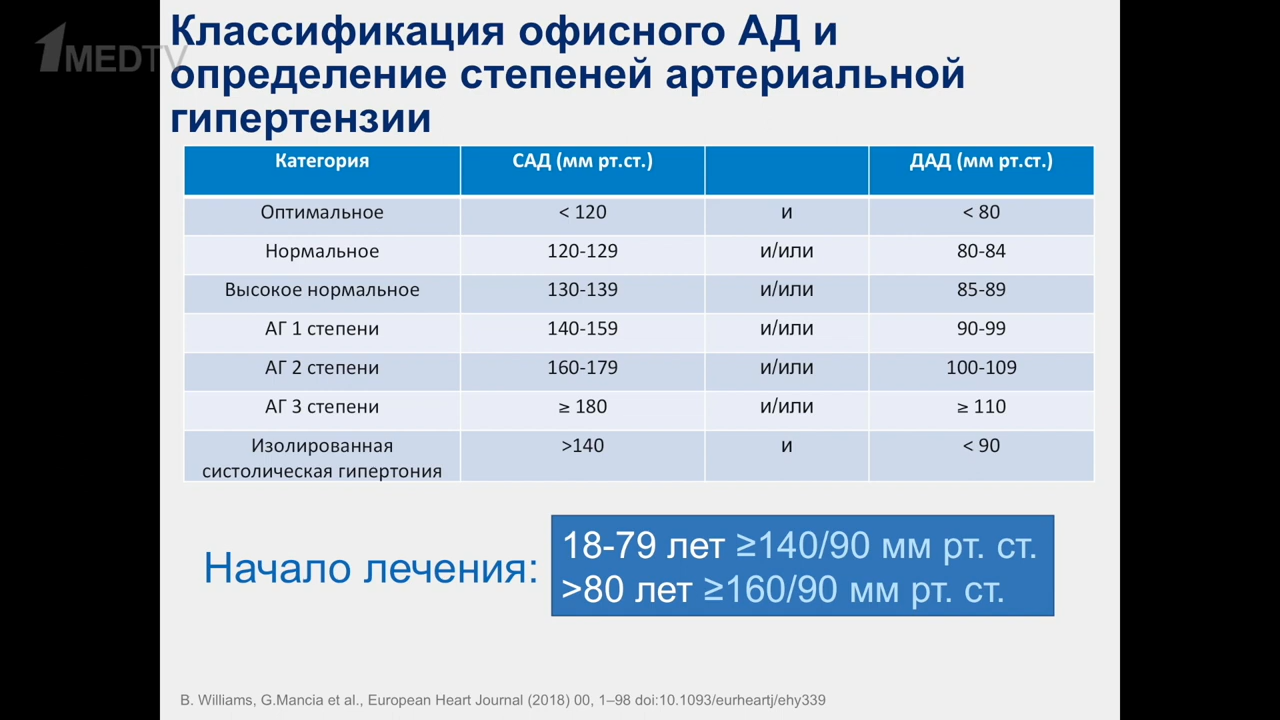 1MEDTV
Классификация офисного АД и
определение степеней артериальной
гипертензии
Категория САД (мм рт.ст.) ДАД (мм рт.ст.)
Оптимальное < 120 и < 80
Нормальное 120-129 и/или 80-84
Высокое нормальное 130-139 и/или 85-89
АГ 1 степени 140-159 и/или 90-99
АГ 2 степени 160-179 и/или 100-109
АГ 3 степени ≥ 180 и/или ≥ 110
Изолированная >140 и < 90
систолическая гипертония
Начало лечения:
18-79 лет ≥140/90 мм рт. ст.
>80 лет ≥160/90 мм рт. ст.
B. Williams, G.Mancia et al., European Heart Journal (2018) 00, 1–98 doi:10.1093/eurheartj/ehy339